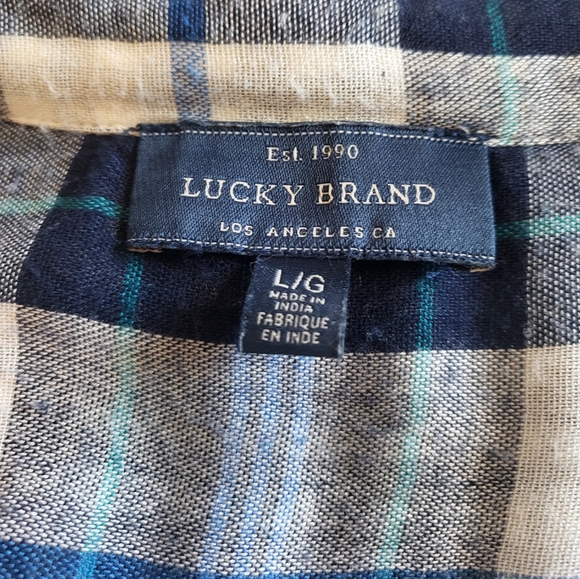 Est. 1990
LUCKY BRAND
LOS ANGELES CA
L/G
MADE IN
INDIA
FABRIQUE
EN INDE